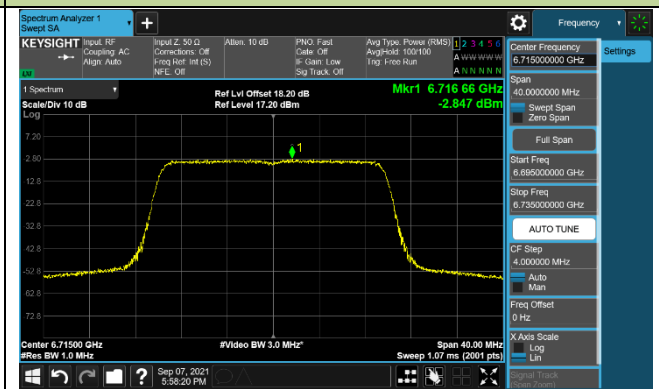 Spectrum Analyzer 1
Swept SA
+
Frequency
KEYSIGHT
Input: RF
Coupling: AC
Align: Auto
Input Z: 50 Ω
Corrections: Off
Freq Ref: Int (S)
NFE: Off
Atten: 10 dB
PNO: Fast
Gate: Off
IF Gain: Low
Sig Track: Off
Avg Type: Power (RMS)
Avg|Hold: 100/100
Trig: Free Run
1 2 3 4 5 6
A W W W W W
A N N N N N
1 Spectrum
Scale/Div 10 dB
Ref Lvl Offset 18.20 dB
Ref Level 17.20 dBm
Mkr1 6.716 66 GHz
-2.847 dBm
Log
7.20
-2.80
-12.8
-22.8
-32.8
-42.8
-52.8
-62.8
-72.8
1
Center 6.71500 GHz
#Res BW 1.0 MHz
#Video BW 3.0 MHz*
Span 40.00 MHz
Sweep 1.07 ms (2001 pts)
Center Frequency
6.715000000 GHz
Settings
Span
40.0000000 MHz
Swept Span
Zero Span
Full Span
Start Freq
6.695000000 GHz
Stop Freq
6.735000000 GHz
AUTO TUNE
CF Step
4.000000 MHz
Auto
Man
Freq Offset
0 Hz
X Axis Scale
Log
Lin
Signal Track
(Span Zoom)
?
Sep 07, 2021
5:58:20 PM